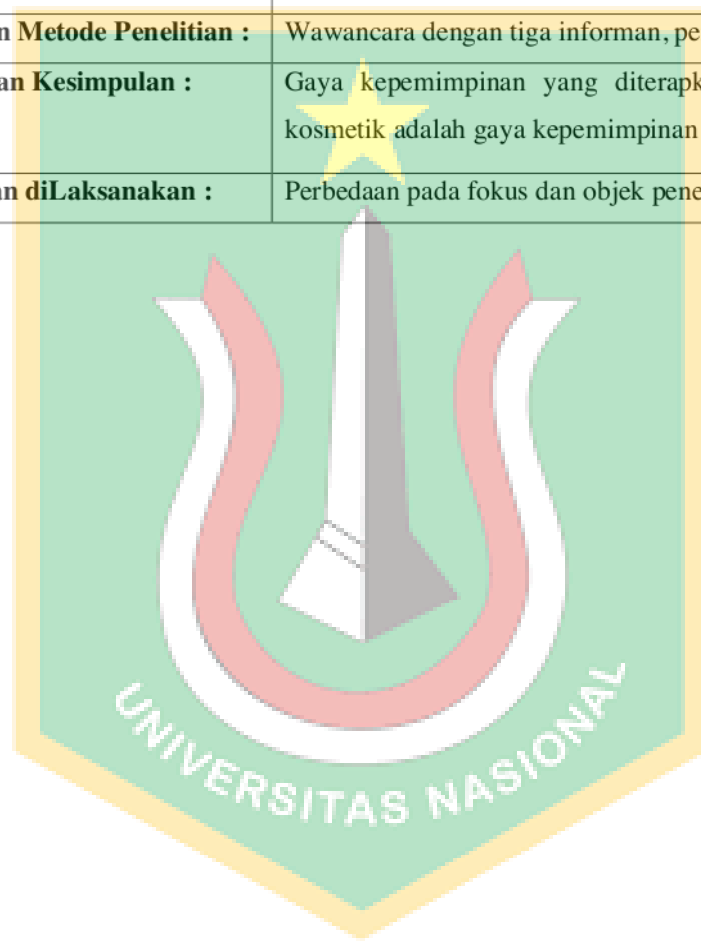 n Metode Penelitian : Wawancara dengan tiga informan, pe
an Kesimpulan : Gaya kepemimpinan yang diterapk
kosmetik adalah gaya kepemimpinan
an diLaksanakan : Perbedaan pada fokus dan objek pene
UNIVERSITAS NASIONAL